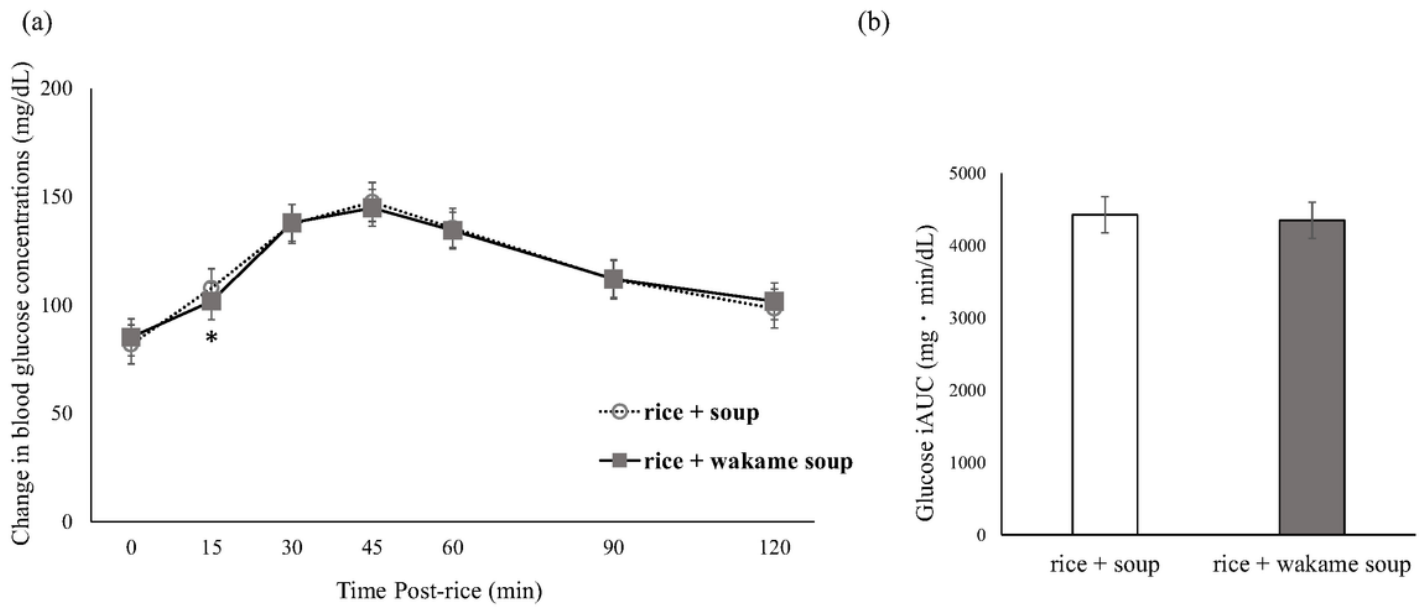 (a)
Change in blood glucose concentrations (mg/dL)
200
150
100
50
0
*
rice + soup
rice + wakame soup
0 15 30 45 60 90 120
Time Post-rice (min)
(b)
Glucose iAUC (mg・min/dL)
5000
4000
3000
2000
1000
0
rice + soup rice + wakame soup